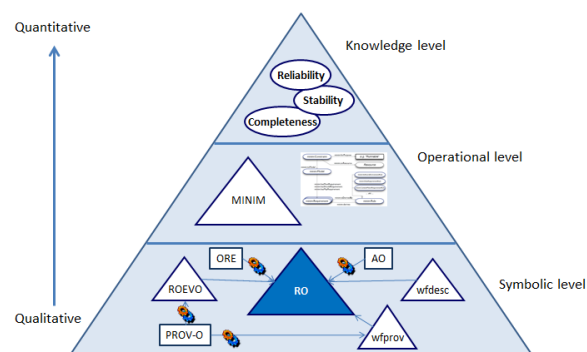 Quantitative
Knowledge level
Reliability
Stability
Completeness
Operational level
MINIM
ORE
AO
ROEVO
RO
wfdesc
Symbolic level
Qualitative
PROV-O
wfprov